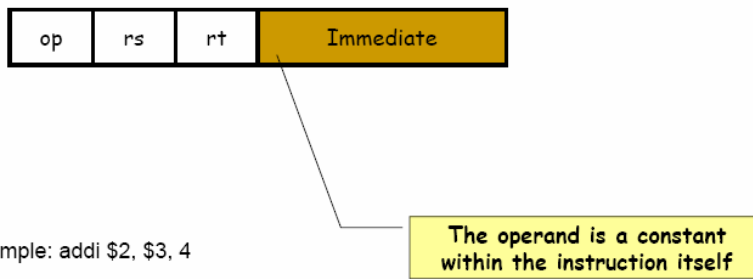 op rs rt Immediate
The operand is a constant
within the instruction itself
mple: addi $2, $3, 4